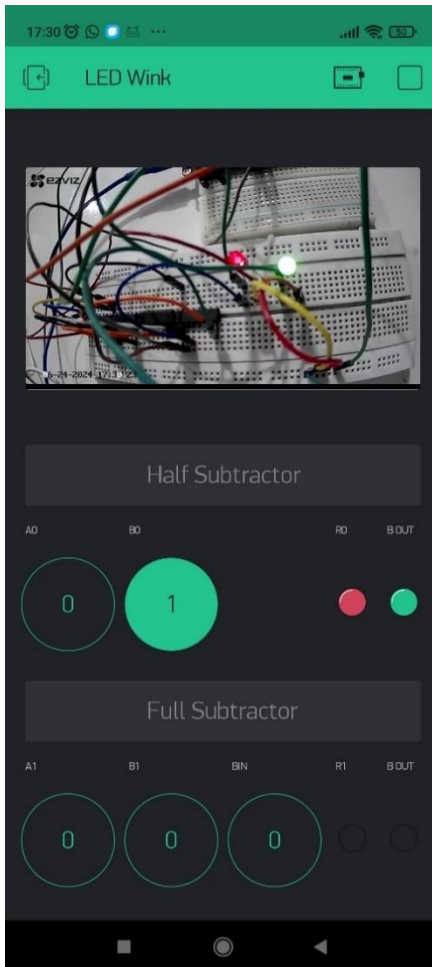 17:30
50
LED Wink
ezviz
Half Subtractor
A0 B0 R0 B OUT
0 1
Full Subtractor
A1 B1 BIN R1 B OUT
0 0 0